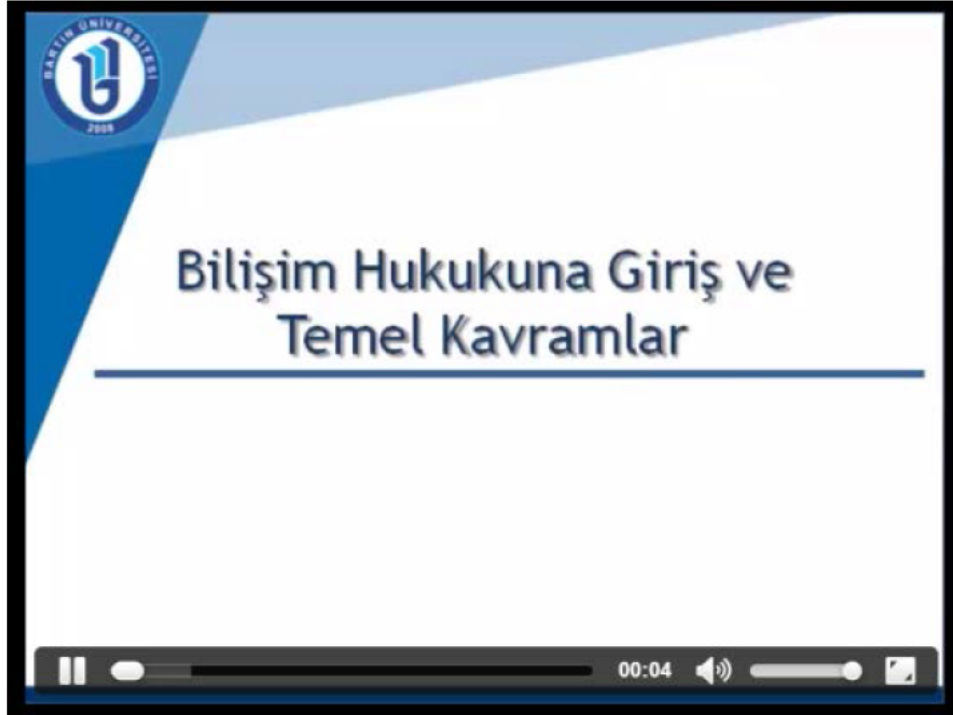 BARTIN ÜNİVERSİTESİ
2008
Bilişim Hukukuna Giriş ve
Temel Kavramlar
00:04